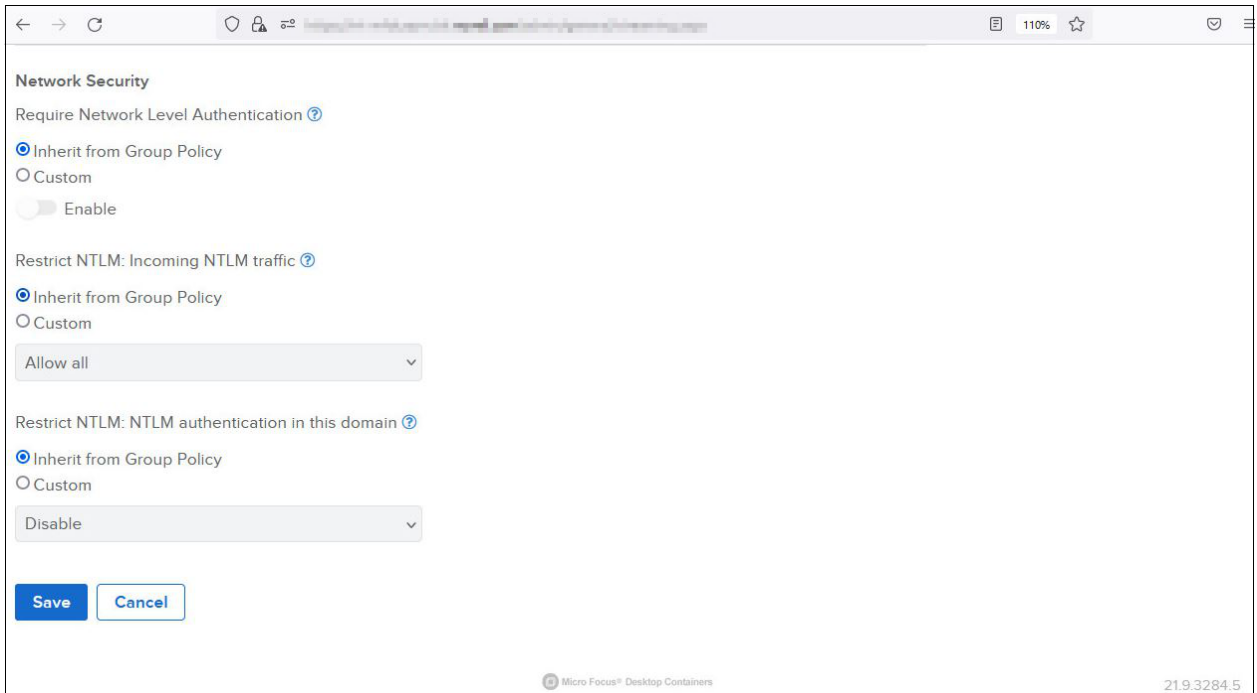 110%
Network Security
Require Network Level Authentication ?
Inherit from Group Policy
Custom
Enable
Restrict NTLM: Incoming NTLM traffic ?
Inherit from Group Policy
Custom
Allow all
Restrict NTLM: NTLM authentication in this domain ?
Inherit from Group Policy
Custom
Disable
Save Cancel
Micro Focus® Desktop Containers
21.9.3284.5